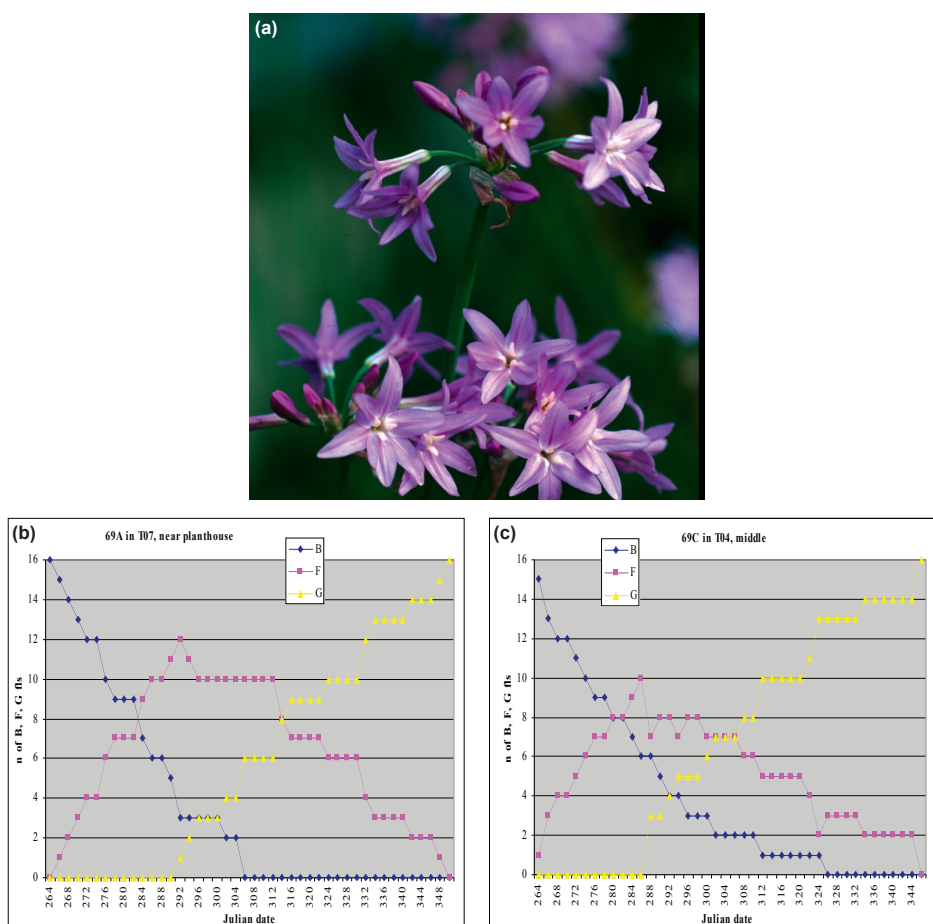 (a)
(b)
69A in T07, near planthouse
B
F
G
n of B, F, G fls
16
14
12
10
8
6
4
2
0
264 268 272 276 280 284 288 292 296 300 304 308 312 316 320 324 328 332 336 340 344 348
Julian date
(c)
69C in T04, middle
B
F
G
n of B, F, G fls
16
14
12
10
8
6
4
2
0
264 268 272 276 280 284 288 292 296 300 304 308 312 316 320 324 328 332 336 340 344
Julian date